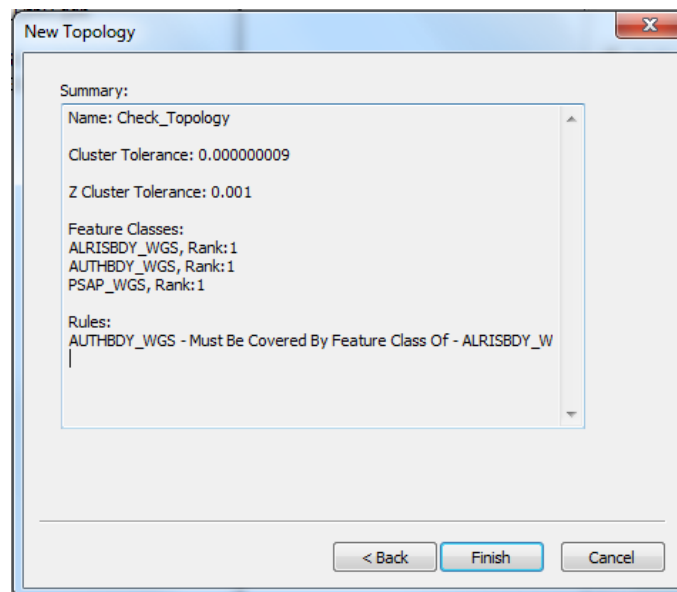 New Topology
Summary:
Name: Check_Topology
Cluster Tolerance: 0.000000009
Z Cluster Tolerance: 0.001
Feature Classes:
ALRISBDY_WGS, Rank:1
AUTHBDY_WGS, Rank:1
PSAP_WGS, Rank:1
Rules:
AUTHBDY_WGS - Must Be Covered By Feature Class Of - ALRISBDY_W
< Back
Finish
Cancel